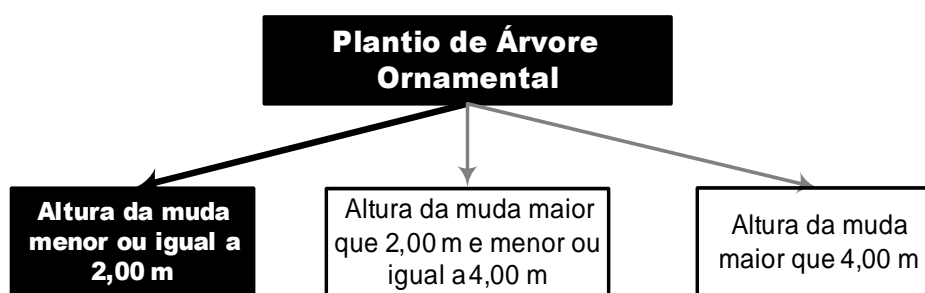 Plantio de Árvore
Ornamental
Altura da muda
menor ou igual a
2,00 m
Altura da muda maior
que 2,00 m e menor ou
igual a 4,00 m
Altura da muda
maior que 4,00 m